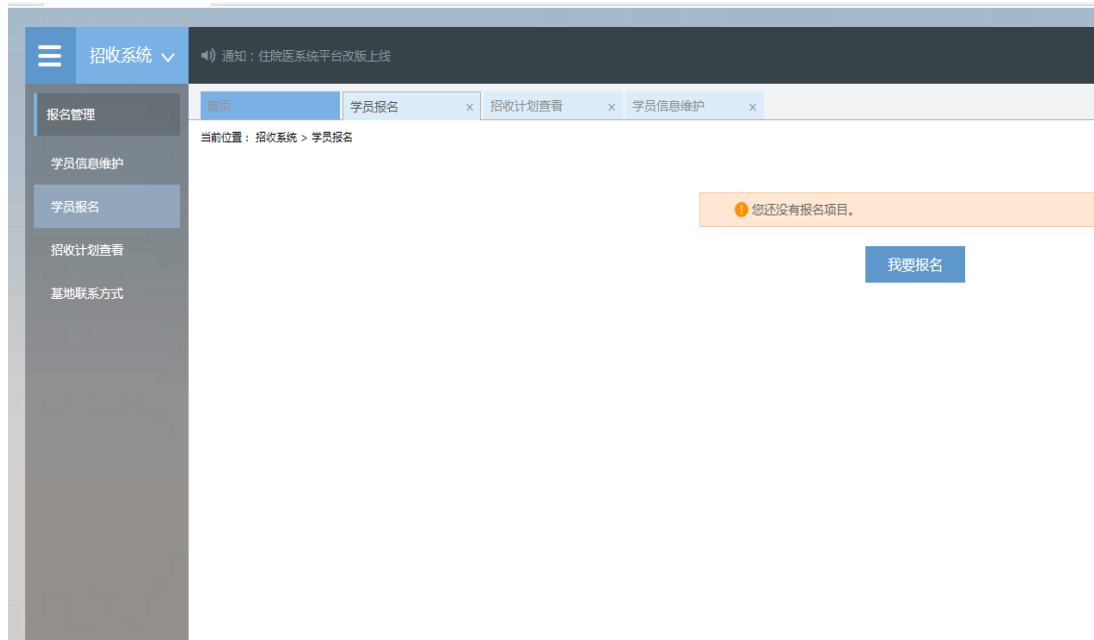 招收系统
通知：住院医系统平台改版上线
报名管理
学员信息维护
学员报名
招收计划查看
基地联系方式
首页
学员报名 x
招收计划查看 x
学员信息维护 x
当前位置： 招收系统 > 学员报名
您还没有报名项目。
我要报名